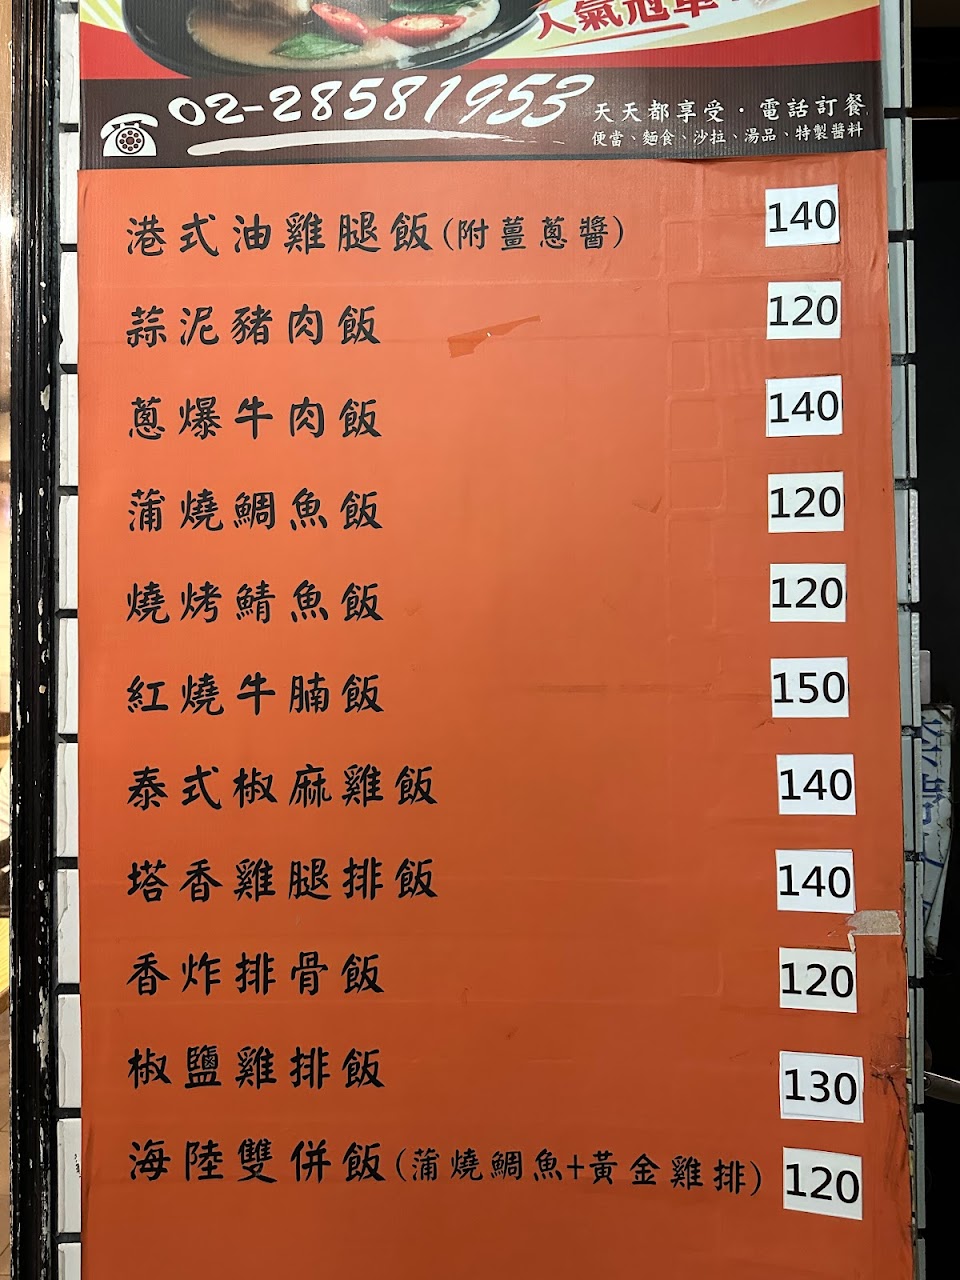 人氣冠軍
02-28581953 天天都享受・電話訂餐
便當、麵食、沙拉、湯品、特製醬料
港式油雞腿飯(附薑蔥醬) 140
蒜泥豬肉飯 120
蔥爆牛肉飯 140
蒲燒鯛魚飯 120
燒烤鯖魚飯 120
紅燒牛腩飯 150
泰式椒麻雞飯 140
塔香雞腿排飯 140
香炸排骨飯 120
椒鹽雞排飯 130
海陸雙併飯(蒲燒鯛魚+黃金雞排) 120